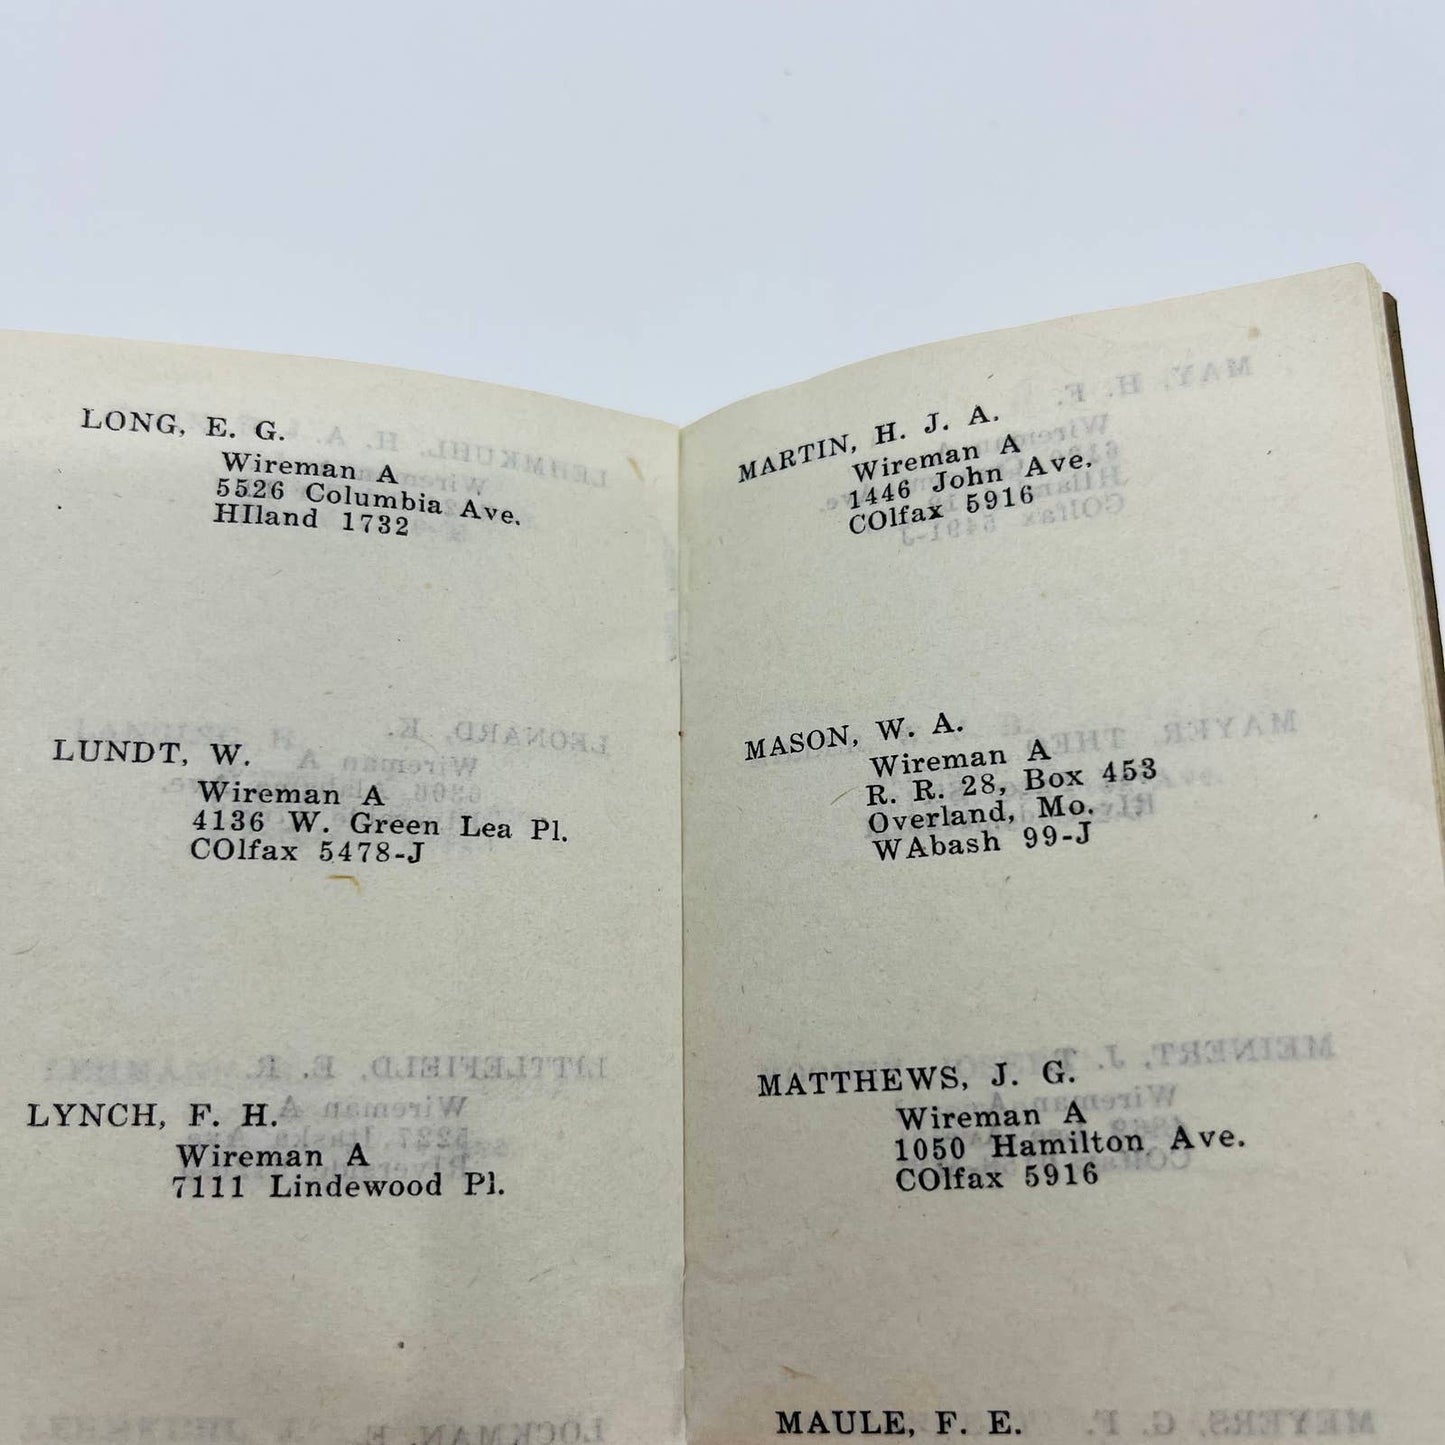 LONG, E. G.
Wireman A
5526 Columbia Ave.
HIland 1732
LUNDT, W.
Wireman A
4136 W. Green Lea Pl.
COlfax 5478-J
LYNCH, F. H.
Wireman A
7111 Lindewood Pl.
MARTIN, H. J. A.
Wireman A
1446 John Ave.
COlfax 5916
MASON, W. A.
Wireman A
R. R. 28, Box 453
Overland, Mo.
WAbash 99-J
MATTHEWS, J. G.
Wireman A
1050 Hamilton Ave.
COlfax 5916
MAULE, F. E.